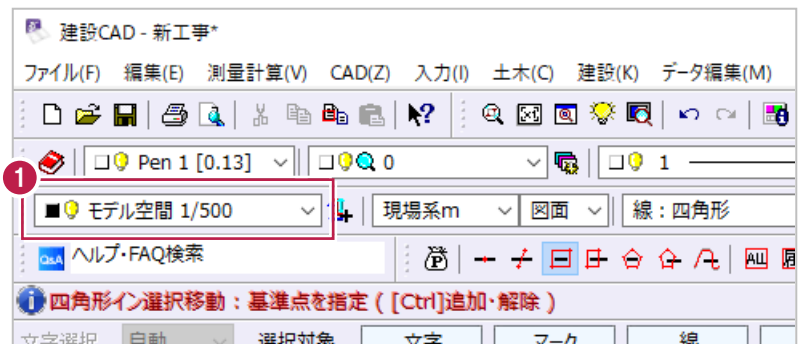 建設CAD - 新工事*
ファイル(F) 編集(E) 測量計算(V) CAD(Z) 入力(I) 土木(C) 建設(K) データ編集(M)
Pen 1 [0.13] 0 1
1
モデル空間 1/500 現場系m 図面 線：四角形
Q&A ヘルプ・FAQ検索 P ALL
四角形イン選択移動：基準点を指定 ( [Ctrl]追加・解除 )
文字選択 自動 選択対象 文字 マーク 線